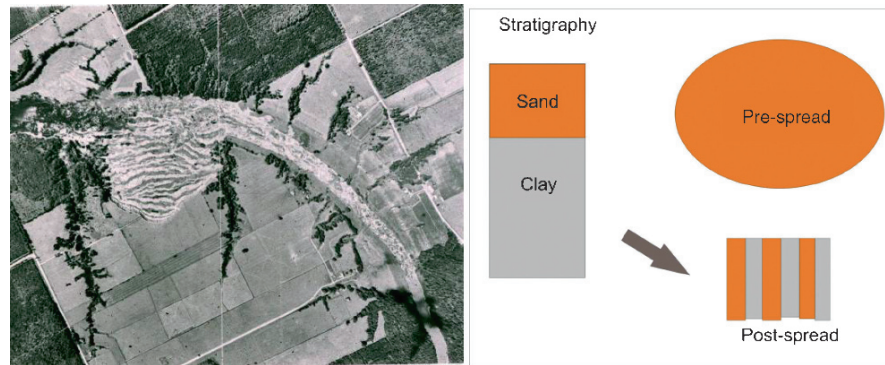 Stratigraphy
Sand
Pre-spread
Clay
Post-spread